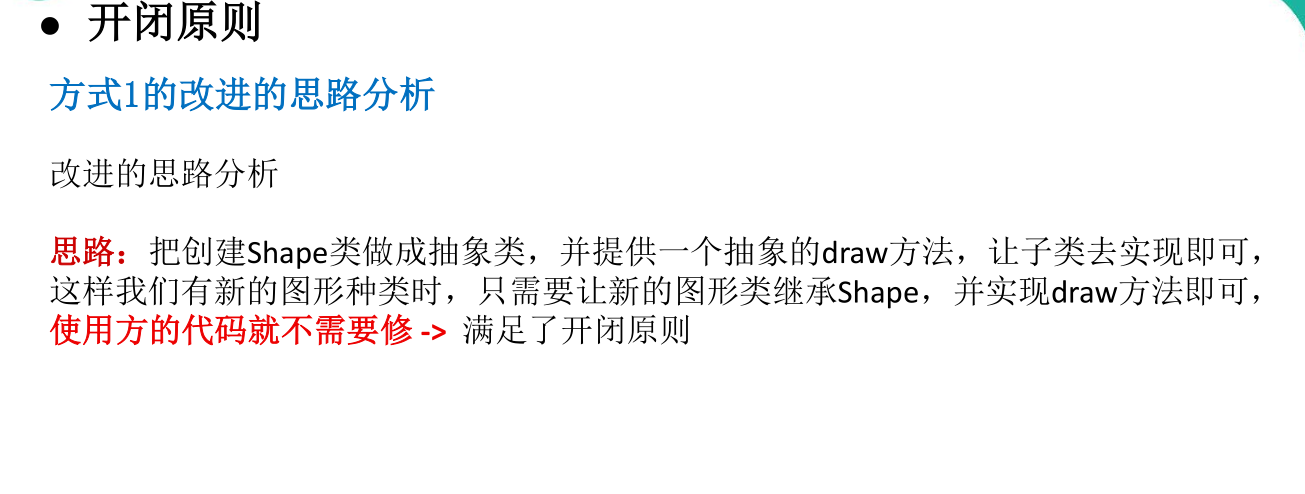 ● 开闭原则
方式1的改进的思路分析
改进的思路分析
思路：把创建Shape类做成抽象类，并提供一个抽象的draw方法，让子类去实现即可，
这样我们有新的图形种类时，只需要让新的图形类继承Shape，并实现draw方法即可，
使用方的代码就不需要修 -> 满足了开闭原则